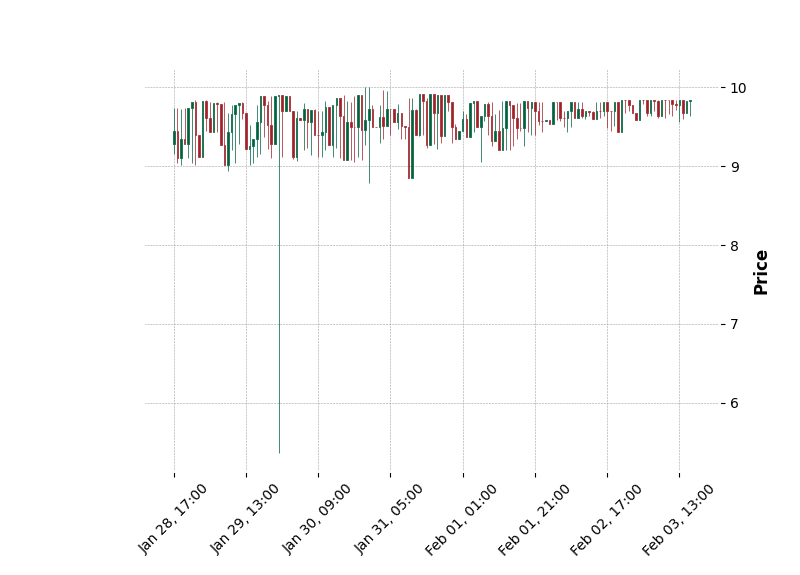 10
9
8
7
6
Price
Jan 28, 17:00
Jan 29, 13:00
Jan 30, 09:00
Jan 31, 05:00
Feb 01, 01:00
Feb 01, 21:00
Feb 02, 17:00
Feb 03, 13:00